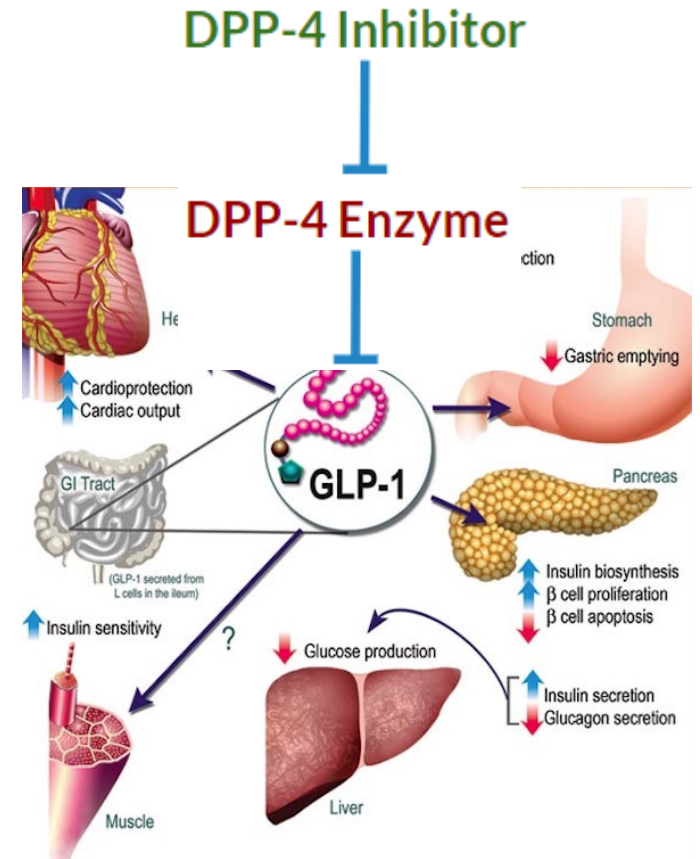 DPP-4 Inhibitor
DPP-4 Enzyme
ction
He
Stomach
Gastric emptying
Cardioprotection
Cardiac output
GLP-1
GI Tract
(GLP-1 secreted from
L cells in the ileum)
Pancreas
Insulin biosynthesis
β cell proliferation
β cell apoptosis
Insulin sensitivity
?
Glucose production
Insulin secretion
Glucagon secretion
Liver
Muscle